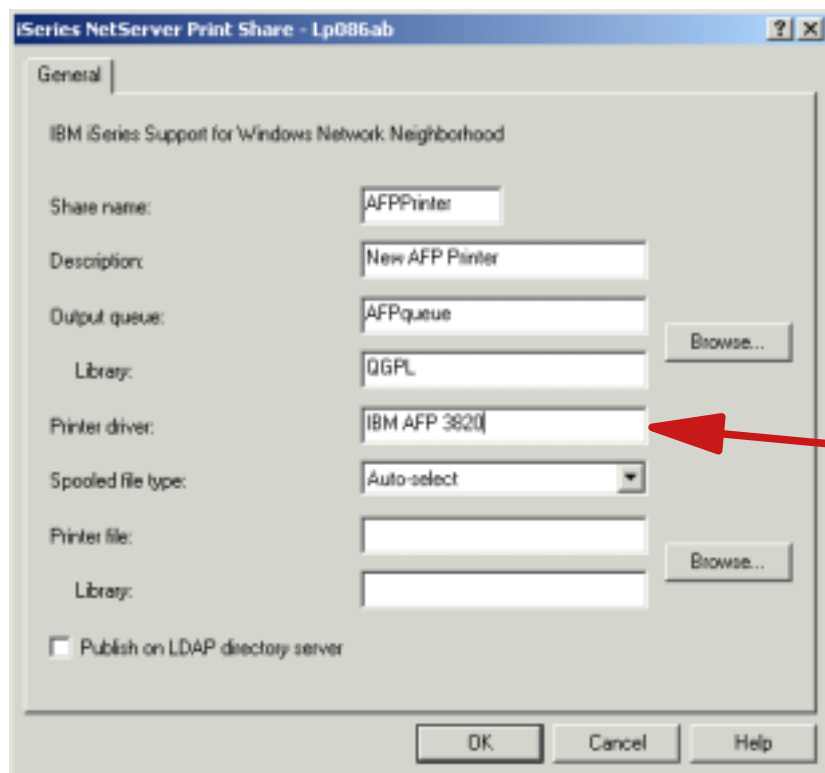 iSeries NetServer Print Share - Lp086ab
General
IBM iSeries Support for Windows Network Neighborhood
Share name: AFPPrinter
Description: New AFP Printer
Output queue: AFPqueue
Browse...
Library: QGPL
Printer driver: IBM AFP 3820
Spooled file type: Auto-select
Printer file:
Browse...
Library:
Publish on LDAP directory server
OK Cancel Help